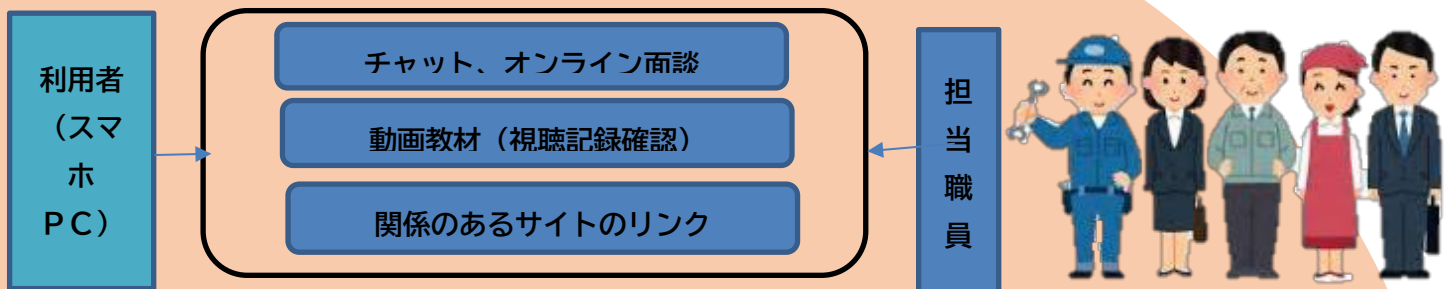 利用者
（スマ
ホ
ＰＣ）
チャット、オンライン面談
動画教材（視聴記録確認）
関係のあるサイトのリンク
担
当
職
員